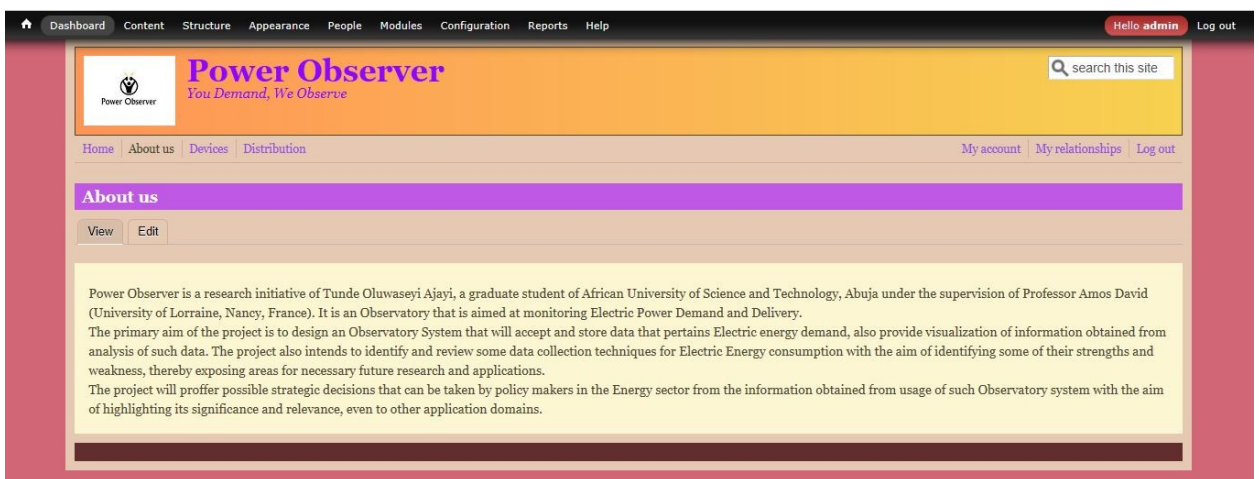 Dashboard Content Structure Appearance People Modules Configuration Reports Help Hello admin Log out
Power Observer
Power Observer
You Demand, We Observe
search this site
Home About us Devices Distribution My account My relationships Log out
About us
View Edit
Power Observer is a research initiative of Tunde Oluwaseyi Ajayi, a graduate student of African University of Science and Technology, Abuja under the supervision of Professor Amos David
(University of Lorraine, Nancy, France). It is an Observatory that is aimed at monitoring Electric Power Demand and Delivery.
The primary aim of the project is to design an Observatory System that will accept and store data that pertains Electric energy demand, also provide visualization of information obtained from
analysis of such data. The project also intends to identify and review some data collection techniques for Electric Energy consumption with the aim of identifying some of their strengths and
weakness, thereby exposing areas for necessary future research and applications.
The project will proffer possible strategic decisions that can be taken by policy makers in the Energy sector from the information obtained from usage of such Observatory system with the aim
of highlighting its significance and relevance, even to other application domains.